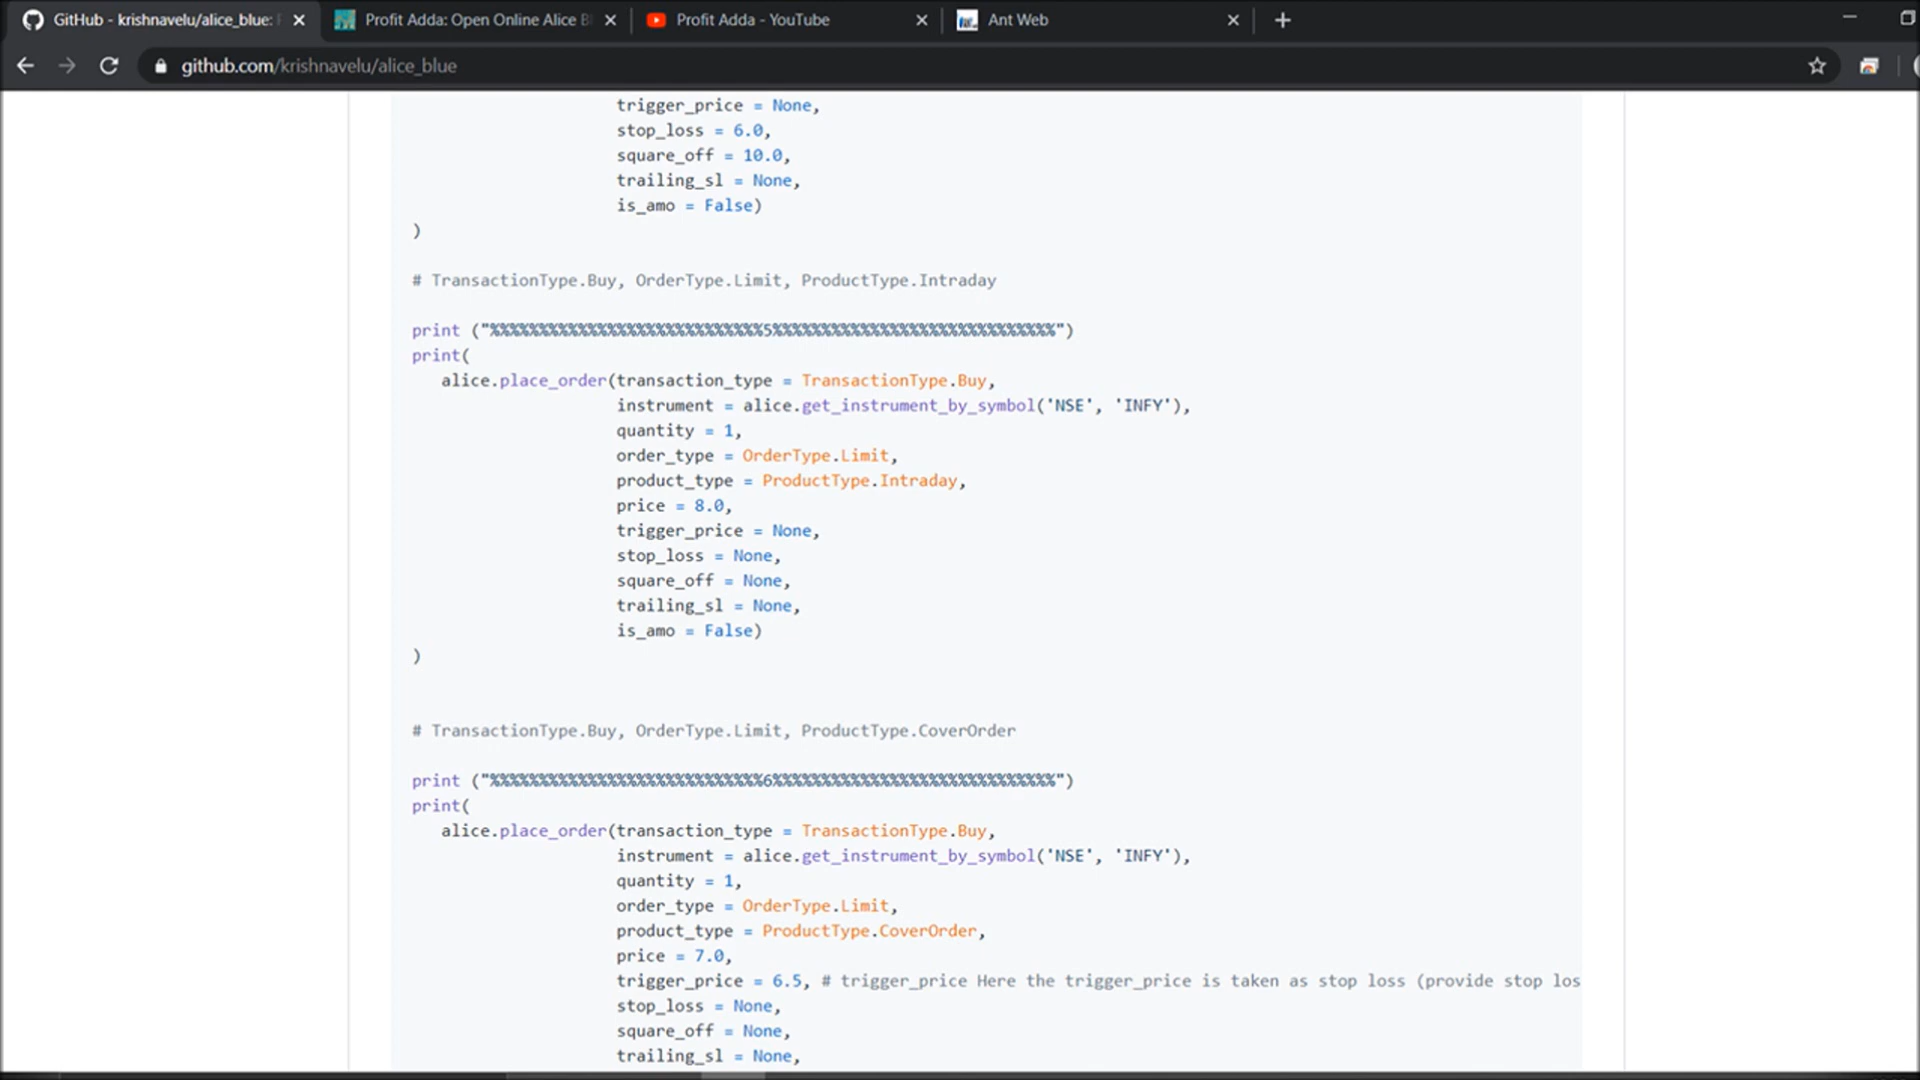 GitHub - krishnavelu/alice_blue:
Profit Adda: Open Online Alice B
Profit Adda - YouTube
Ant Web
github.com/krishnavelu/alice_blue
trigger_price = None,
stop_loss = 6.0,
square_off = 10.0,
trailing_sl = None,
is_amo = False)
)
# TransactionType.Buy, OrderType.Limit, ProductType.Intraday
print ("%%%%%%%%%%%%%%%%%%%%%%%%%%%%5%%%%%%%%%%%%%%%%%%%%%%%%%%%%%")
print(
alice.place_order(transaction_type = TransactionType.Buy,
instrument = alice.get_instrument_by_symbol('NSE', 'INFY'),
quantity = 1,
order_type = OrderType.Limit,
product_type = ProductType.Intraday,
price = 8.0,
trigger_price = None,
stop_loss = None,
square_off = None,
trailing_sl = None,
is_amo = False)
)
# TransactionType.Buy, OrderType.Limit, ProductType.CoverOrder
print ("%%%%%%%%%%%%%%%%%%%%%%%%%%%%6%%%%%%%%%%%%%%%%%%%%%%%%%%%%%")
print(
alice.place_order(transaction_type = TransactionType.Buy,
instrument = alice.get_instrument_by_symbol('NSE', 'INFY'),
quantity = 1,
order_type = OrderType.Limit,
product_type = ProductType.CoverOrder,
price = 7.0,
trigger_price = 6.5, # trigger_price Here the trigger_price is taken as stop loss (provide stop los
stop_loss = None,
square_off = None,
trailing_sl = None,